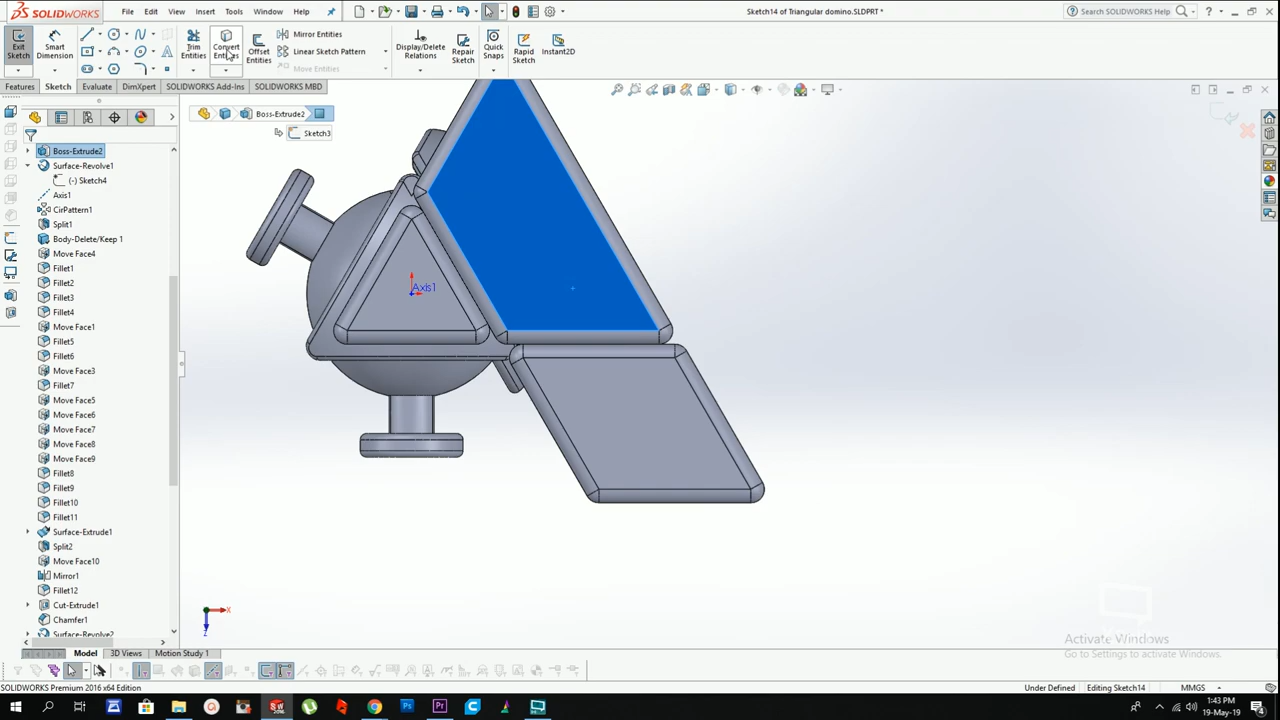 SOLIDWORKS
File
Edit
View
Insert
Tools
Window
Help
Sketch14 of Triangular domino.SLDPRT *
Search SOLIDWORKS Help
Exit Sketch
Smart Dimension
Trim Entities
Convert Entities
Offset Entities
Mirror Entities
Linear Sketch Pattern
Move Entities
Display/Delete Relations
Repair Sketch
Quick Snaps
Rapid Sketch
Instant2D
Features
Sketch
Evaluate
DimXpert
SOLIDWORKS Add-Ins
SOLIDWORKS MBD
Boss-Extrude2
Sketch3
Boss-Extrude2
Surface-Revolve1
(-) Sketch4
Axis1
CirPattern1
Split1
Body-Delete/Keep 1
Move Face4
Fillet1
Fillet2
Fillet3
Fillet4
Move Face1
Fillet5
Fillet6
Move Face3
Fillet7
Move Face5
Move Face6
Move Face7
Move Face8
Move Face9
Fillet8
Fillet9
Fillet10
Fillet11
Surface-Extrude1
Split2
Move Face10
Mirror1
Fillet12
Cut-Extrude1
Chamfer1
Surface-Revolve2
Axis1
X
Z
Activate Windows
Go to Settings to activate Windows.
Model
3D Views
Motion Study 1
SOLIDWORKS Premium 2016 x64 Edition
Under Defined
Editing Sketch14
MMGS
1:43 PM
19-May-19